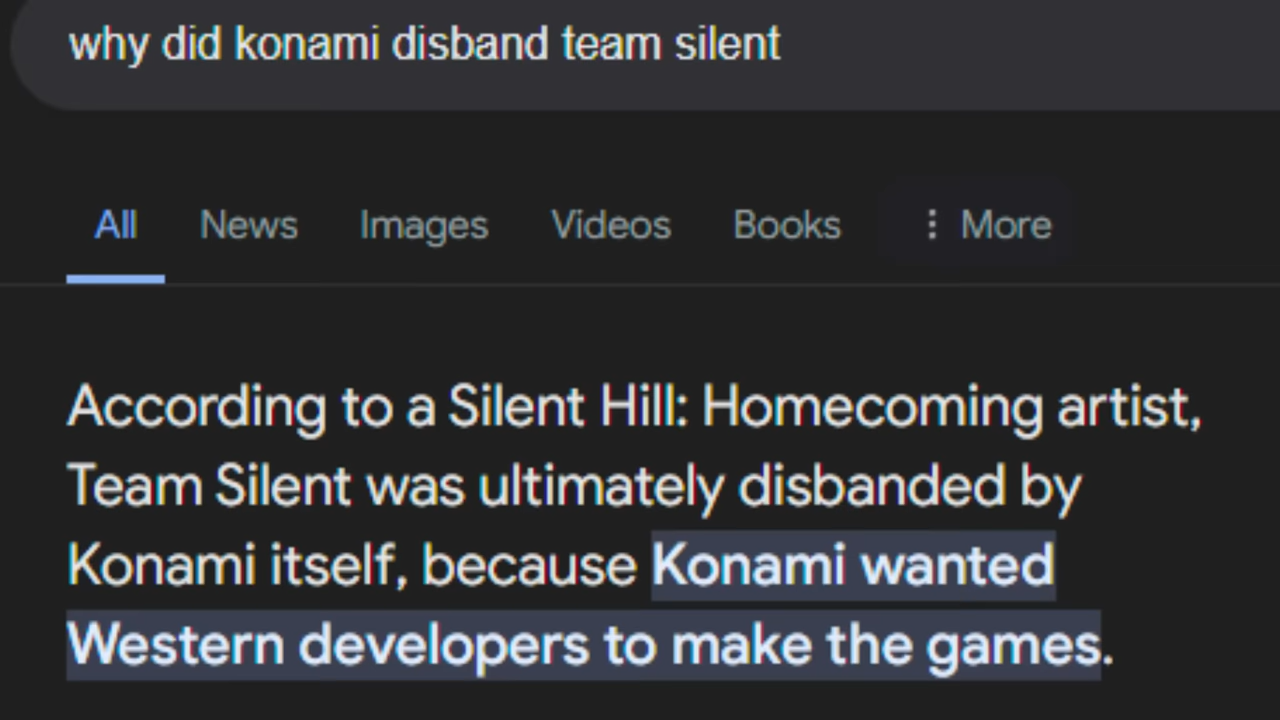 why did konami disband team silent
All News Images Videos Books ⋮ More
According to a Silent Hill: Homecoming artist,
Team Silent was ultimately disbanded by
Konami itself, because Konami wanted
Western developers to make the games.